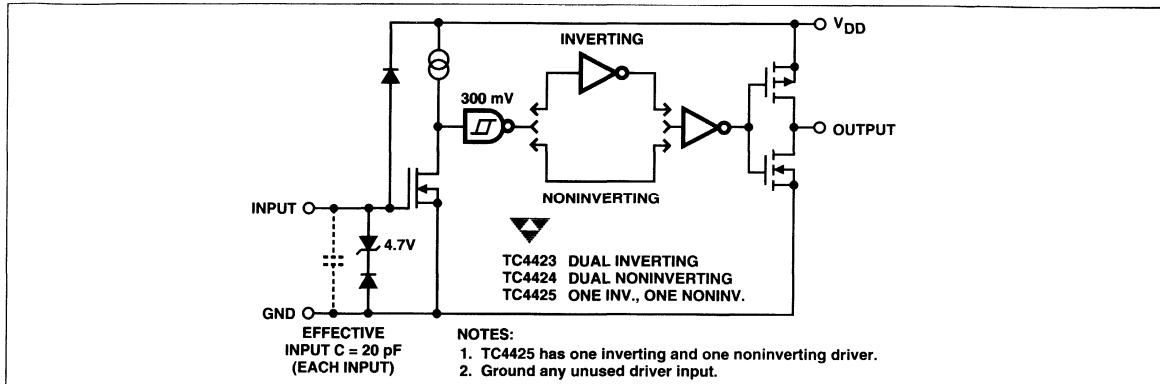 V_DD
INVERTING
300 mV
OUTPUT
NONINVERTING
INPUT
4.7V
TC4423 DUAL INVERTING
TC4424 DUAL NONINVERTING
TC4425 ONE INV., ONE NONINV.
GND
EFFECTIVE
INPUT C = 20 pF
(EACH INPUT)
NOTES:
1. TC4425 has one inverting and one noninverting driver.
2. Ground any unused driver input.